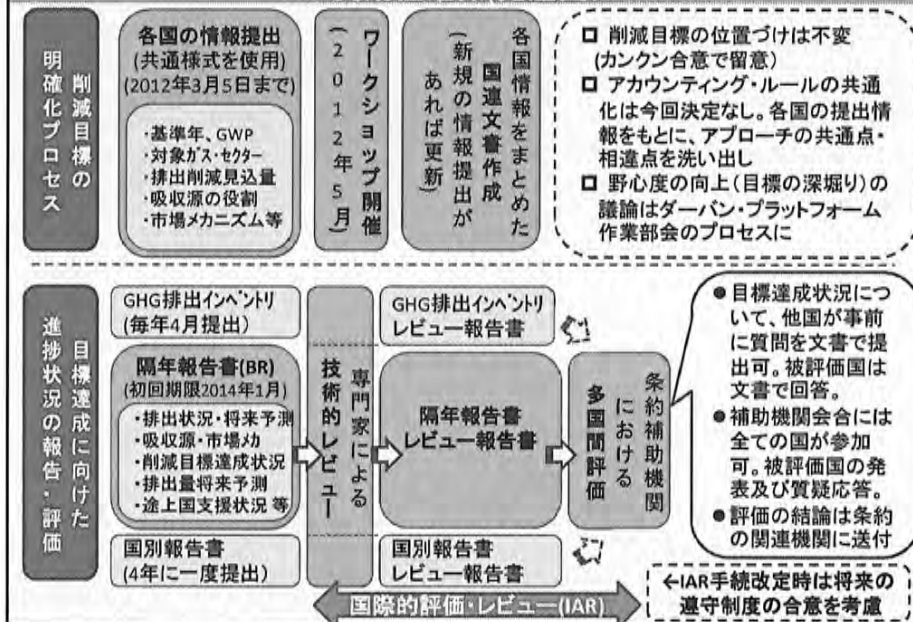 削減目標の
明確化プロセス
各国の情報提出
(共通様式を使用)
(2012年3月5日まで)
・基準年、GWP
・対象ガス・セクター
・排出削減見込量
・吸収源の役割
・市場メカニズム等
ワークショップ開催
(2012年5月)
各国情報をまとめた
国連文書作成
(新規の情報提出が
あれば更新)
□ 削減目標の位置づけは不変
(カンクン合意で留意)
□ アカウンティング・ルールの共通
化は今回決定なし。各国の提出情
報をもとに、アプローチの共通点・
相違点を洗い出し
□ 野心度の向上(目標の深堀り)の
議論はダーバン・プラットフォーム
作業部会のプロセスに
目標達成に向けた
進捗状況の報告・評価
GHG排出インベントリ
(毎年4月提出)
隔年報告書(BR)
(初回期限2014年1月)
・排出状況・将来予測
・吸収源・市場メカ
・削減目標達成状況
・排出量将来予測
・途上国支援状況 等
国別報告書
(4年に一度提出)
専門家による
技術的レビュー
GHG排出インベントリ
レビュー報告書
隔年報告書
レビュー報告書
国別報告書
レビュー報告書
条約補助機関
における
多国間評価
● 目標達成状況につ
いて、他国が事前
に質問を文書で提
出可。被評価国は
文書で回答。
● 補助機関会合には
全ての国が参加
可。被評価国の発
表及び質疑応答。
● 評価の結論は条約
の関連機関に送付
国際的評価・レビュー(IAR)
←IAR手続改定時は将来の
遵守制度の合意を考慮